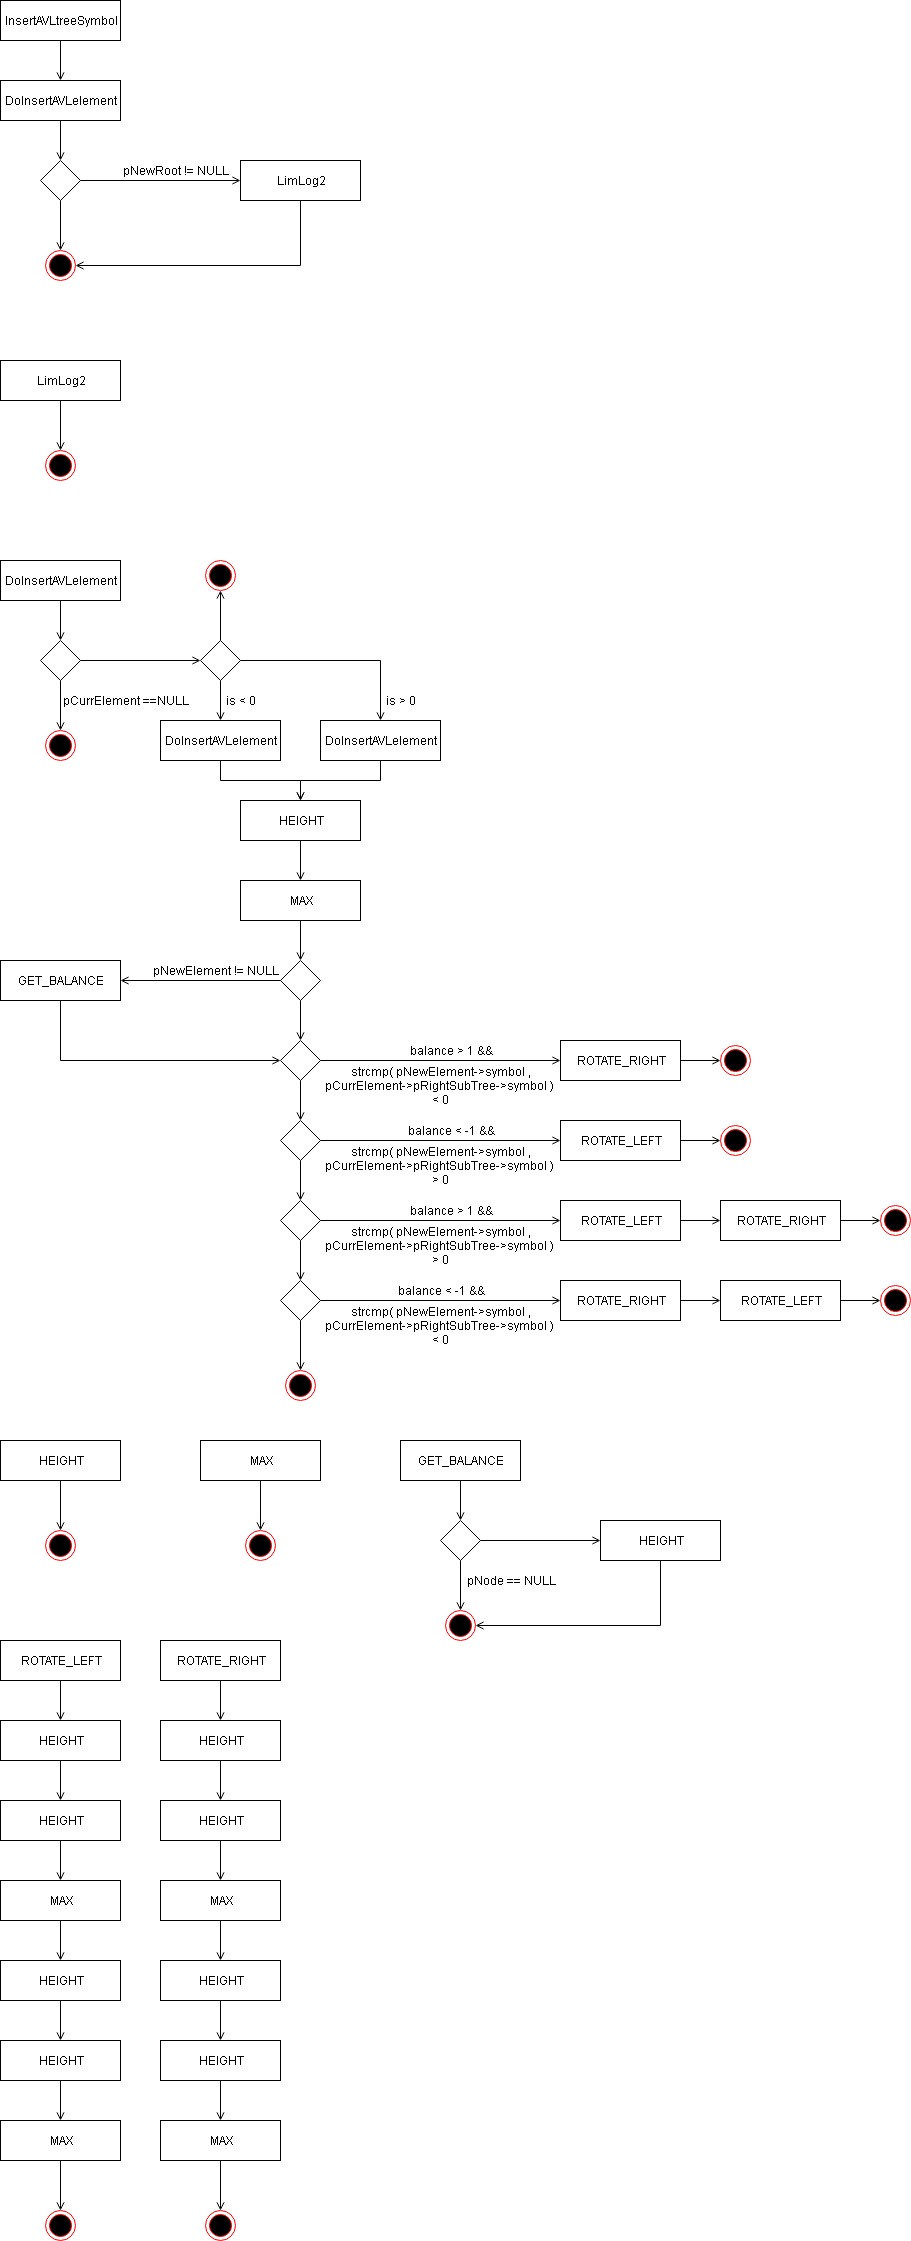 InsertAVLtreeSymbol
DoInsertAVLelement
pNewRoot != NULL
LimLog2
LimLog2
DoInsertAVLelement
pCurrElement ==NULL
is < 0
is > 0
DoInsertAVLelement
DoInsertAVLelement
HEIGHT
MAX
pNewElement != NULL
GET_BALANCE
balance > 1 &&
strcmp( pNewElement->symbol ,
pCurrElement->pRightSubTree->symbol )
< 0
ROTATE_RIGHT
balance < -1 &&
strcmp( pNewElement->symbol ,
pCurrElement->pRightSubTree->symbol )
> 0
ROTATE_LEFT
balance > 1 &&
strcmp( pNewElement->symbol ,
pCurrElement->pRightSubTree->symbol )
> 0
ROTATE_LEFT
ROTATE_RIGHT
balance < -1 &&
strcmp( pNewElement->symbol ,
pCurrElement->pRightSubTree->symbol )
< 0
ROTATE_RIGHT
ROTATE_LEFT
HEIGHT
MAX
GET_BALANCE
HEIGHT
pNode == NULL
ROTATE_LEFT
ROTATE_RIGHT
HEIGHT
HEIGHT
HEIGHT
HEIGHT
MAX
MAX
HEIGHT
HEIGHT
HEIGHT
HEIGHT
MAX
MAX